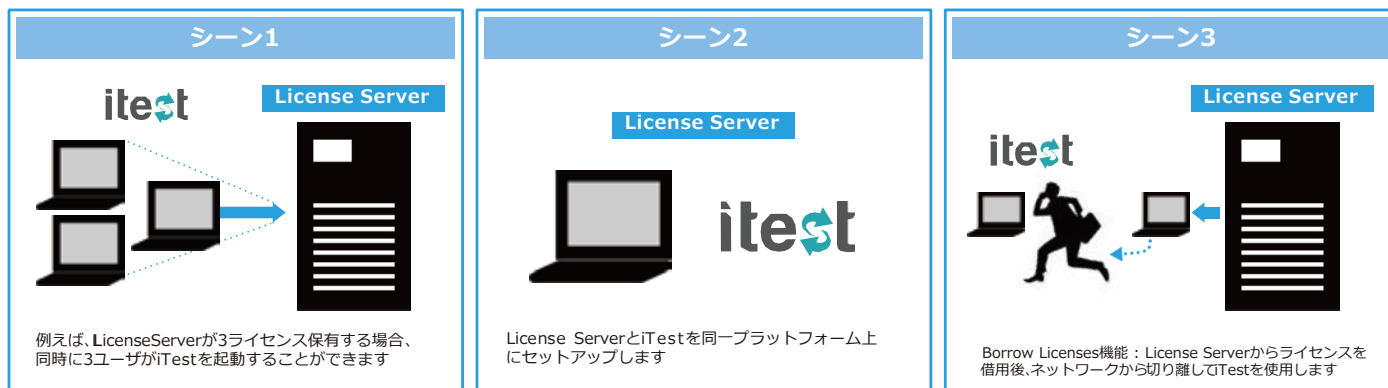 シーン1
itest
License Server
例えば、LicenseServerが3ライセンス保有する場合、
同時に3ユーザがiTestを起動することができます
シーン2
License Server
itest
License ServerとiTestを同一プラットフォーム上
にセットアップします
シーン3
License Server
itest
Borrow Licenses機能：License Serverからライセンスを
借用後、ネットワークから切り離してiTestを使用します